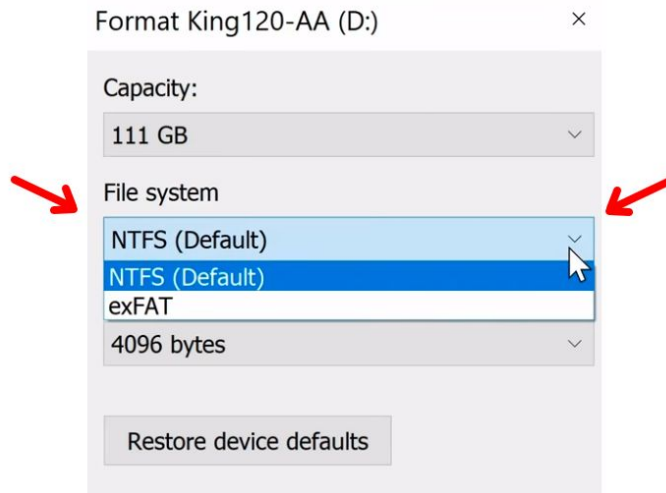 Format King120-AA (D:)
Capacity:
111 GB
File system
NTFS (Default)
NTFS (Default)
exFAT
4096 bytes
Restore device defaults